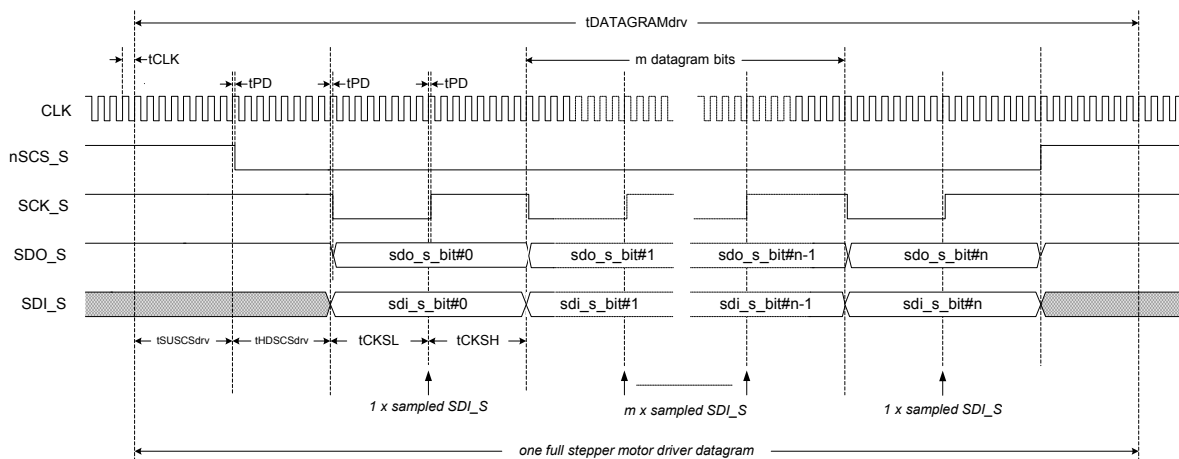 tDATAGRAMdrv
tCLK
m datagram bits
tPD tPD tPD
CLK
nSCS_S
SCK_S
SDO_S sdo_s_bit#0 sdo_s_bit#1 sdo_s_bit#n-1 sdo_s_bit#n
SDI_S sdi_s_bit#0 sdi_s_bit#1 sdi_s_bit#n-1 sdi_s_bit#n
tSUSCSdrv tHDSCSdrv tCKSL tCKSH
1 x sampled SDI_S m x sampled SDI_S 1 x sampled SDI_S
one full stepper motor driver datagram